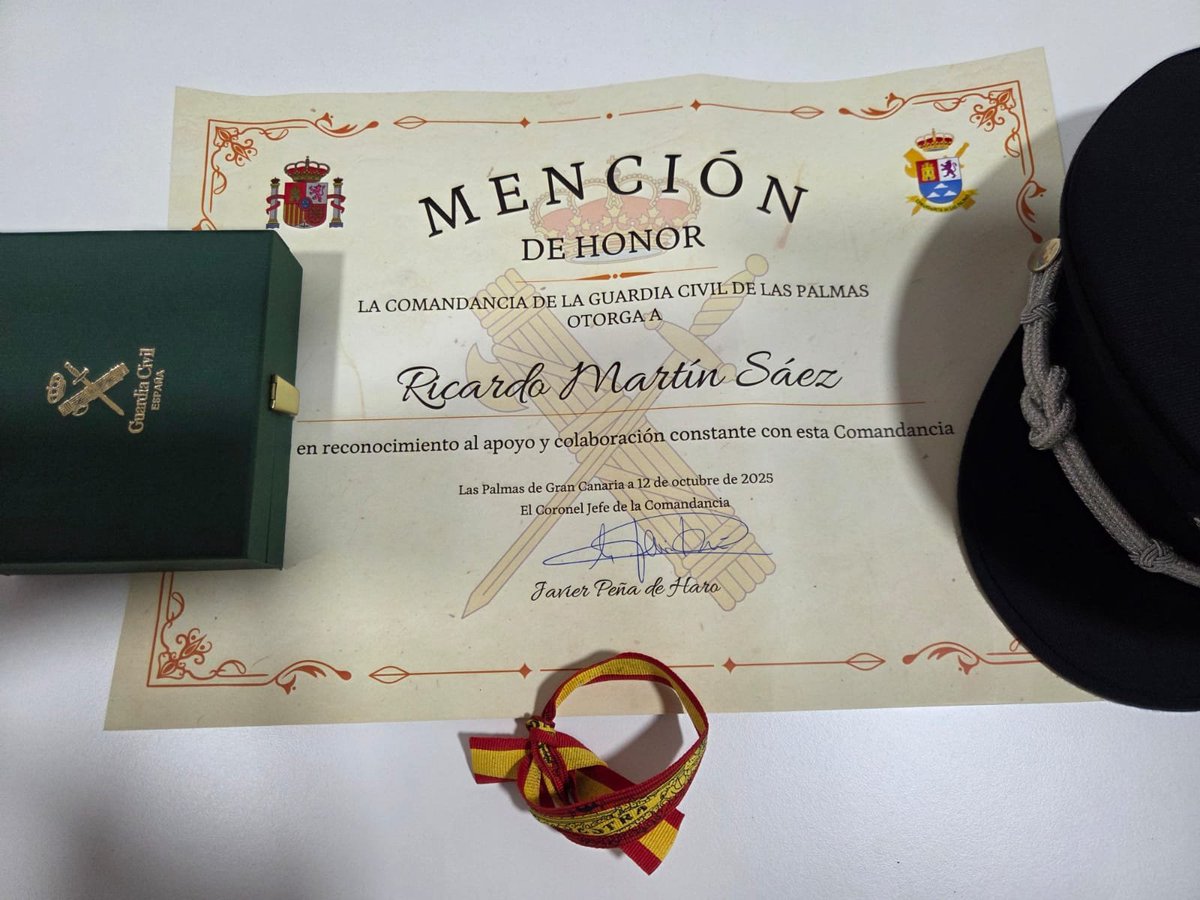 MENCIÓN
DE HONOR
LA COMANDANCIA DE LA GUARDIA CIVIL DE LAS PALMAS
OTORGA A
Ricardo Martín Sáez
en reconocimiento al apoyo y colaboración constante con esta Comandancia
Las Palmas de Gran Canaria a 12 de octubre de 2025
El Coronel Jefe de la Comandancia
Javier Peña de Haro
Guardia Civil
ESPAÑA